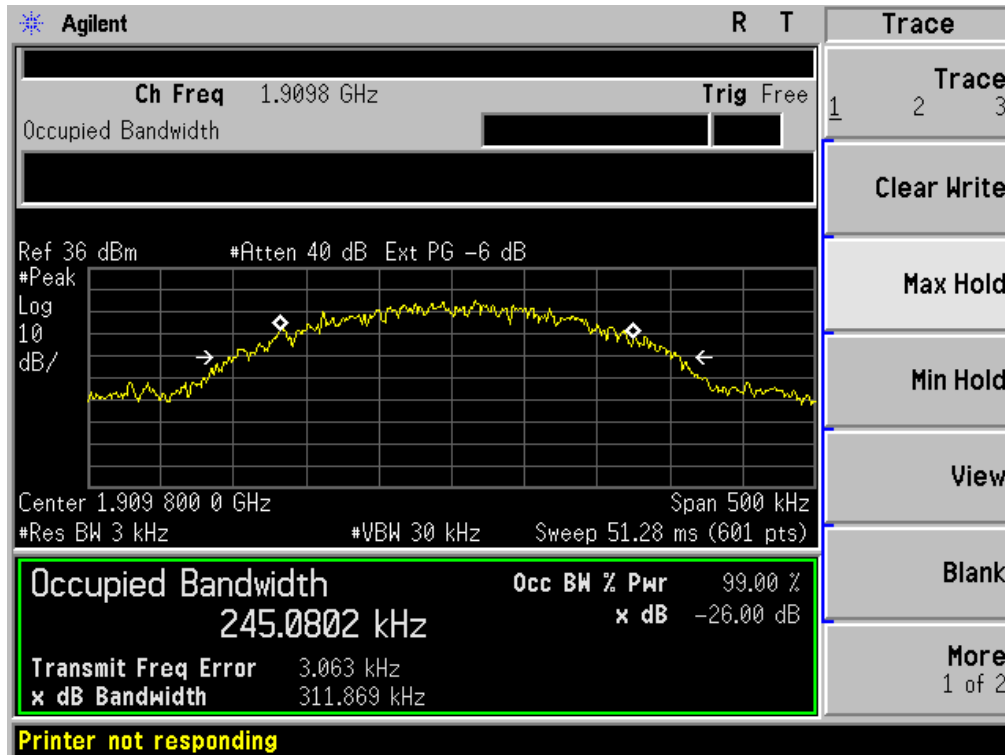 Agilent R T
Ch Freq 1.9098 GHz Trig Free
Occupied Bandwidth
Ref 36 dBm #Atten 40 dB Ext PG -6 dB
#Peak
Log
10
dB/
Center 1.909 800 0 GHz Span 500 kHz
#Res BW 3 kHz #VBW 30 kHz Sweep 51.28 ms (601 pts)
Occupied Bandwidth
245.0802 kHz
Occ BW % Pwr 99.00 %
x dB -26.00 dB
Transmit Freq Error 3.063 kHz
x dB Bandwidth 311.869 kHz
Printer not responding
Trace
Trace
1 2 3
Clear Write
Max Hold
Min Hold
View
Blank
More
1 of 2